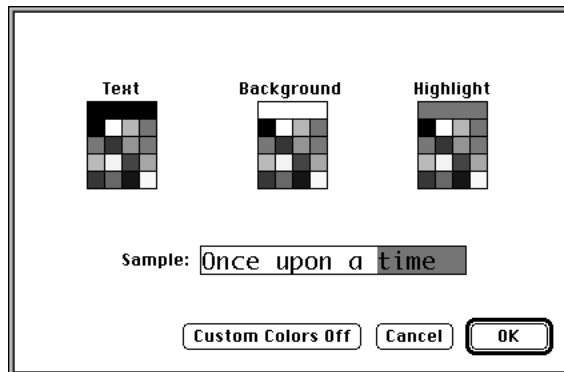 Text Background Highlight
Sample: Once upon a time
Custom Colors Off Cancel OK